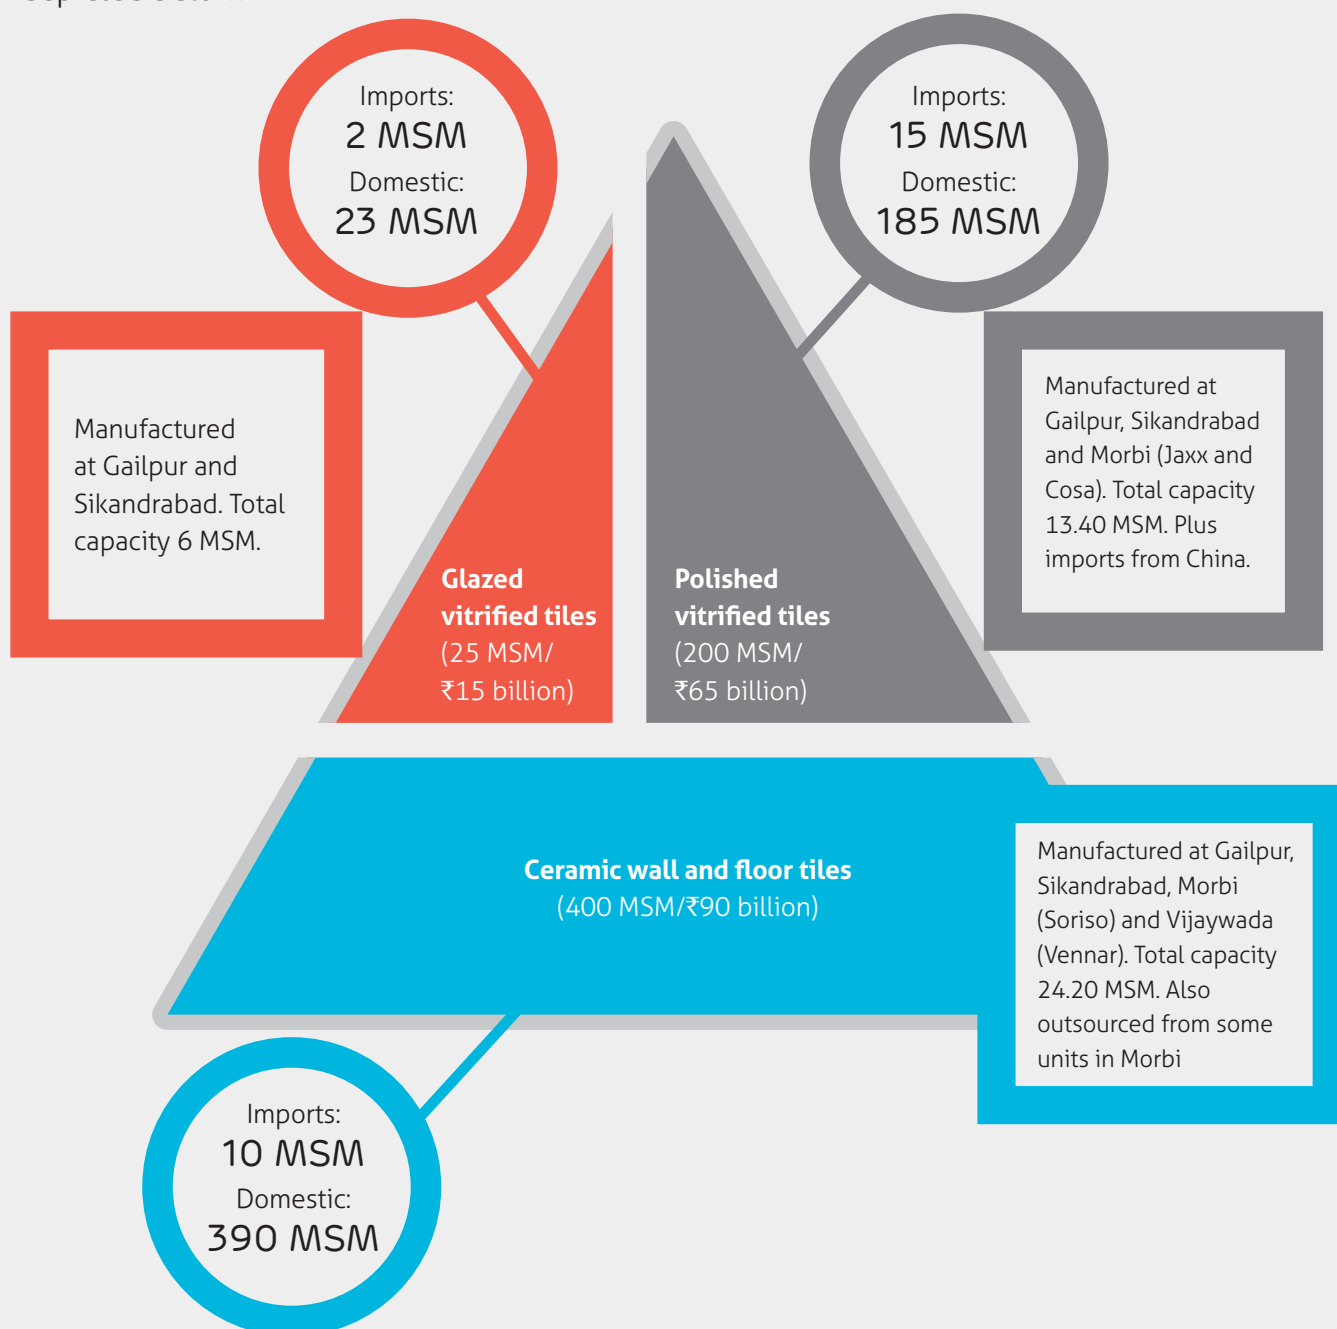 Imports:
2 MSM
Domestic:
23 MSM
Imports:
15 MSM
Domestic:
185 MSM
Manufactured
at Gailpur and
Sikandrabad. Total
capacity 6 MSM.
Manufactured at
Gailpur, Sikandrabad
and Morbi (Jaxx and
Cosa). Total capacity
13.40 MSM. Plus
imports from China.
Glazed
vitrified tiles
(25 MSM/
₹15 billion)
Polished
vitrified tiles
(200 MSM/
₹65 billion)
Ceramic wall and floor tiles
(400 MSM/₹90 billion)
Manufactured at Gailpur,
Sikandrabad, Morbi
(Soriso) and Vijaywada
(Vennar). Total capacity
24.20 MSM. Also
outsourced from some
units in Morbi
Imports:
10 MSM
Domestic:
390 MSM